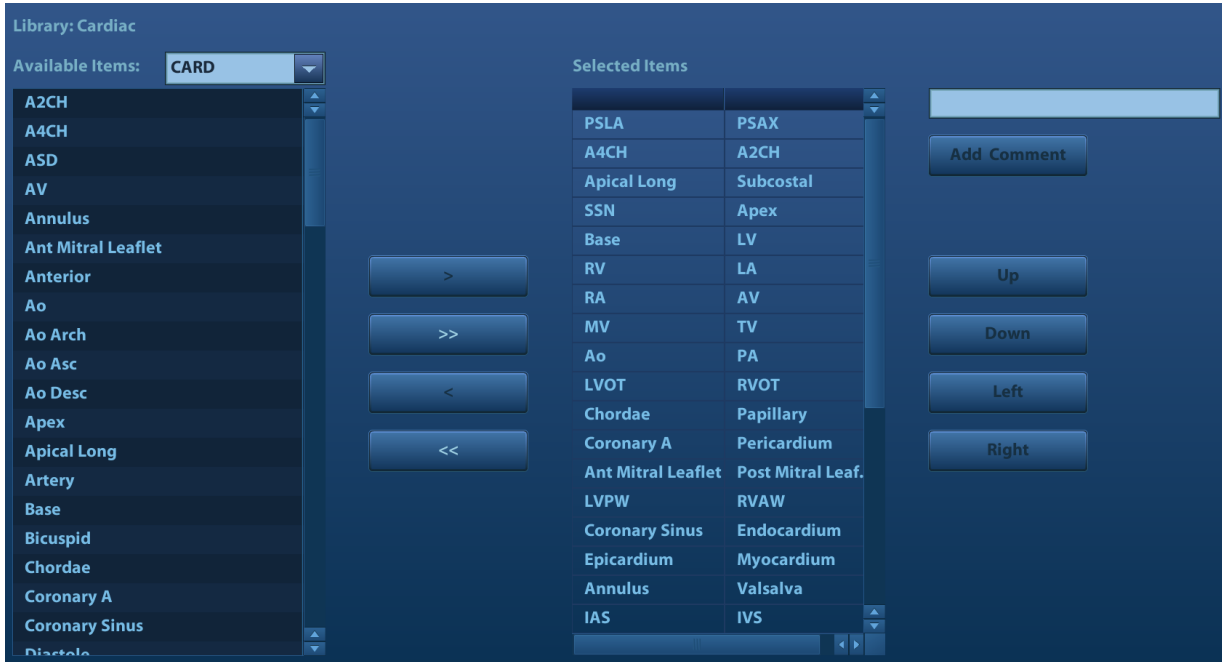 Library: Cardiac
Available Items: CARD
A2CH
A4CH
ASD
AV
Annulus
Ant Mitral Leaflet
Anterior
Ao
Ao Arch
Ao Asc
Ao Desc
Apex
Apical Long
Artery
Base
Bicuspid
Chordae
Coronary A
Coronary Sinus
Diastole
>
>>
<
<<
Selected Items
PSLA PSAX
A4CH A2CH
Apical Long Subcostal
SSN Apex
Base LV
RV LA
RA AV
MV TV
Ao PA
LVOT RVOT
Chordae Papillary
Coronary A Pericardium
Ant Mitral Leaflet Post Mitral Leaf.
LVPW RVAW
Coronary Sinus Endocardium
Epicardium Myocardium
Annulus Valsalva
IAS IVS
Add Comment
Up
Down
Left
Right